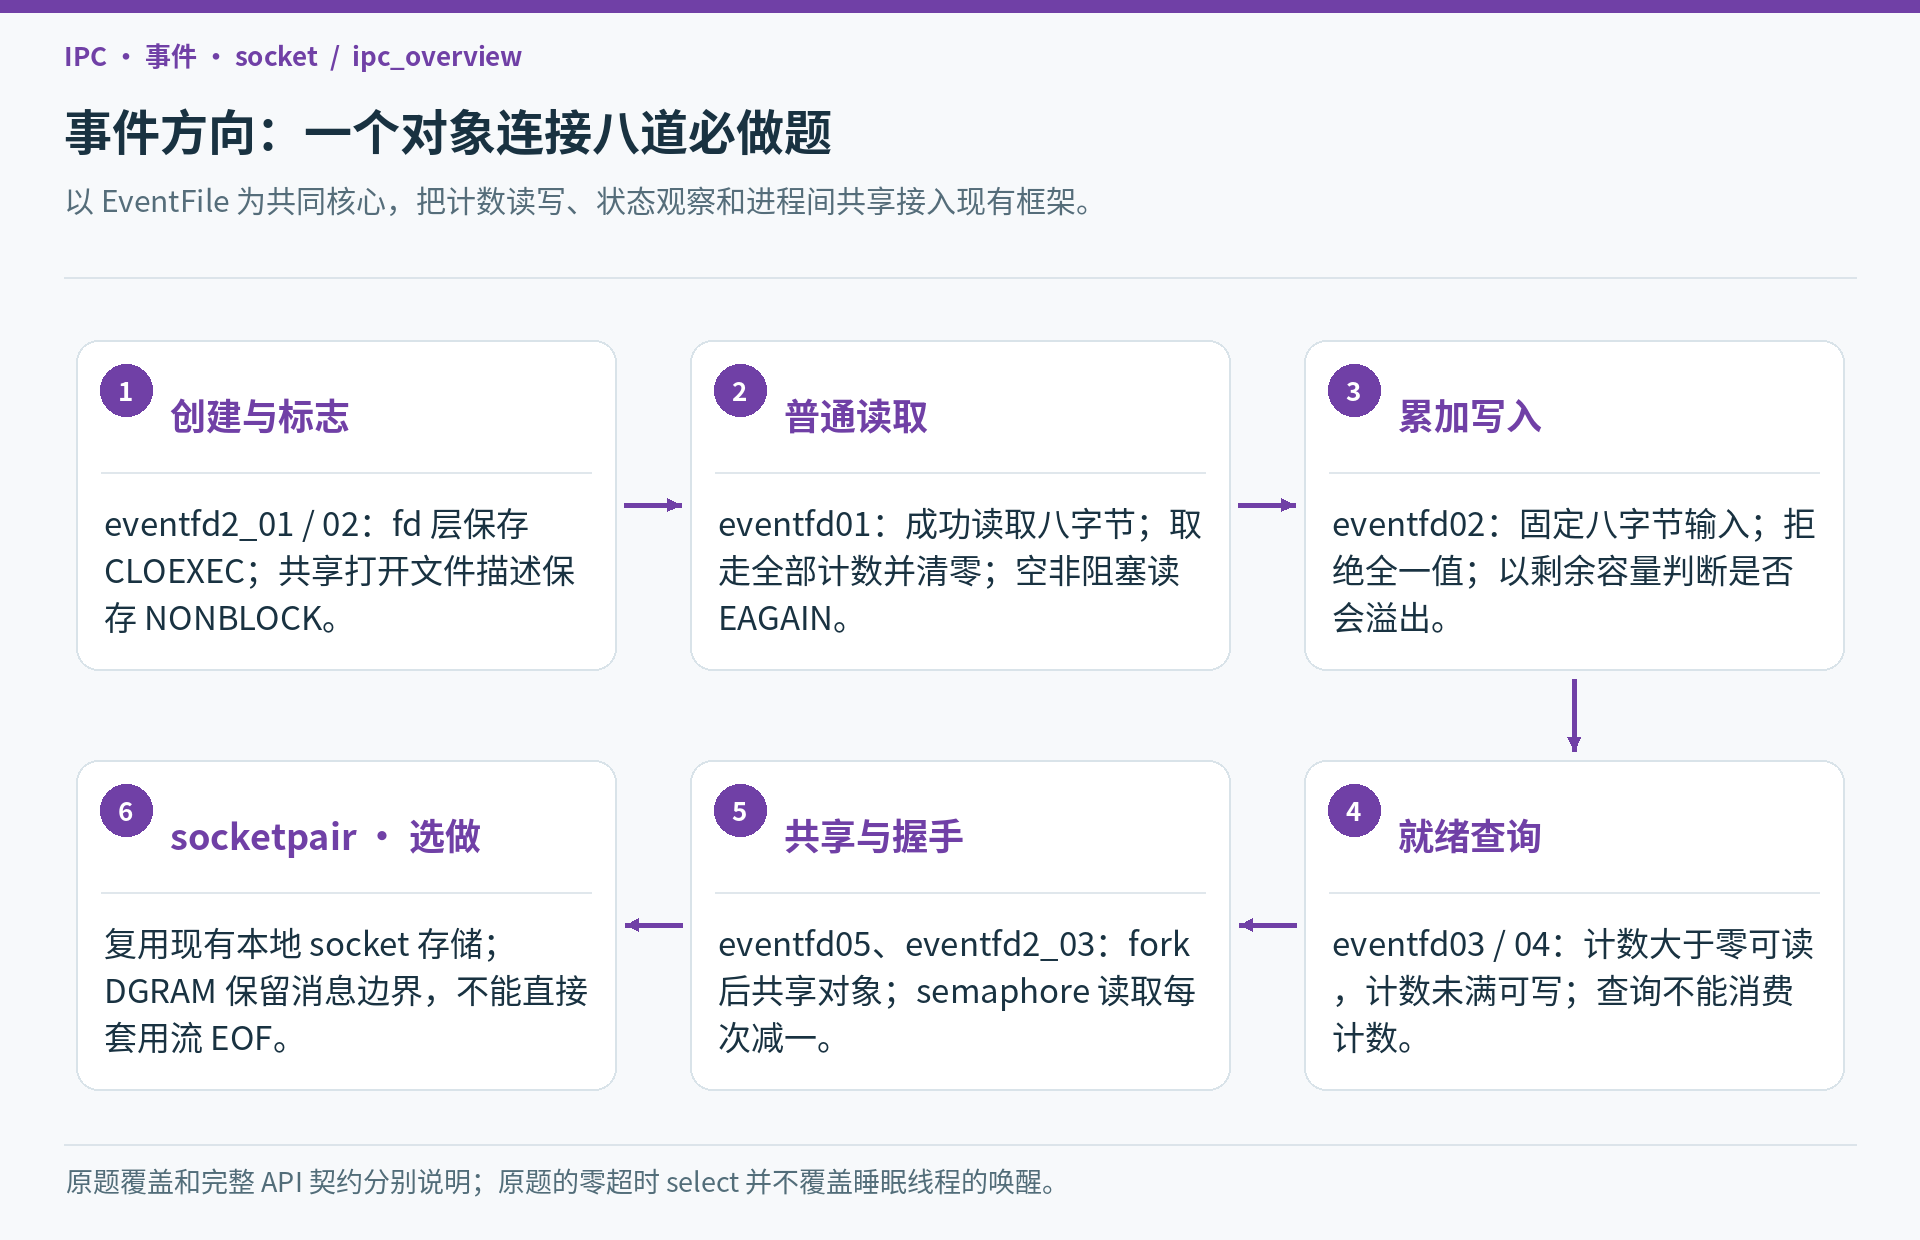 IPC · 事件 · socket / ipc_overview
事件方向：一个对象连接八道必做题
以 EventFile 为共同核心，把计数读写、状态观察和进程间共享接入现有框架。
1
创建与标志
eventfd2_01 / 02：fd 层保存
CLOEXEC；共享打开文件描述保
存 NONBLOCK。
2
普通读取
eventfd01：成功读取八字节；取
走全部计数并清零；空非阻塞读
EAGAIN。
3
累加写入
eventfd02：固定八字节输入；拒
绝全一值；以剩余容量判断是否
会溢出。
4
就绪查询
eventfd03 / 04：计数大于零可读
，计数未满可写；查询不能消费
计数。
5
共享与握手
eventfd05、eventfd2_03：fork
后共享对象；semaphore 读取每
次减一。
6
socketpair · 选做
复用现有本地 socket 存储；
DGRAM 保留消息边界，不能直接
套用流 EOF。
原题覆盖和完整 API 契约分别说明；原题的零超时 select 并不覆盖睡眠线程的唤醒。